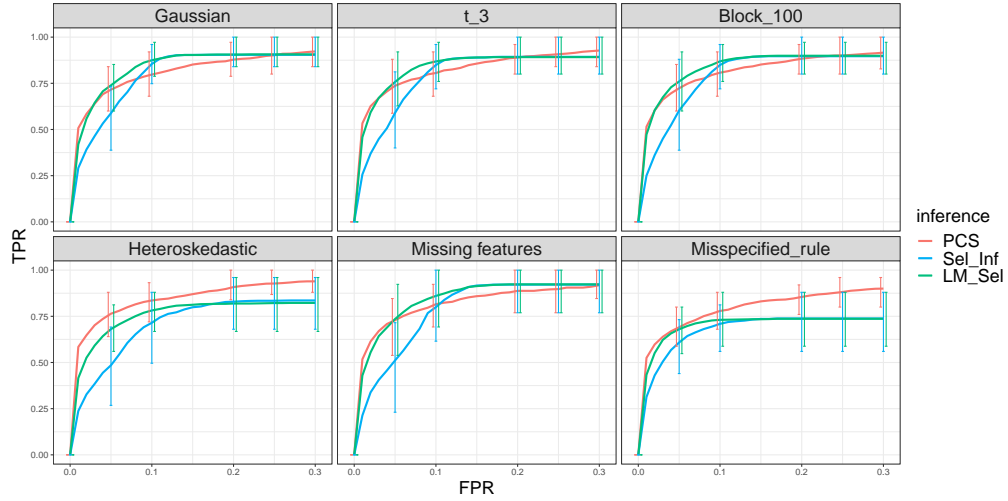 Gaussian
t_3
Block_100
1.00
0.75
0.50
0.25
0.00
Heteroskedastic
Missing features
Misspecified_rule
1.00
0.75
0.50
0.25
0.00
0.0
0.1
0.2
0.3
0.0
0.1
0.2
0.3
0.0
0.1
0.2
0.3
TPR
FPR
inference
PCS
Sel_Inf
LM_Sel